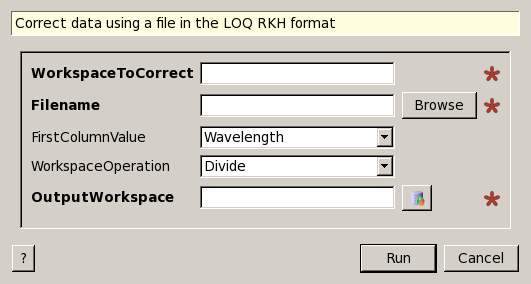 Correct data using a file in the LOQ RKH format
WorkspaceToCorrect
Filename Browse
FirstColumnValue Wavelength
WorkspaceOperation Divide
OutputWorkspace
? Run Cancel